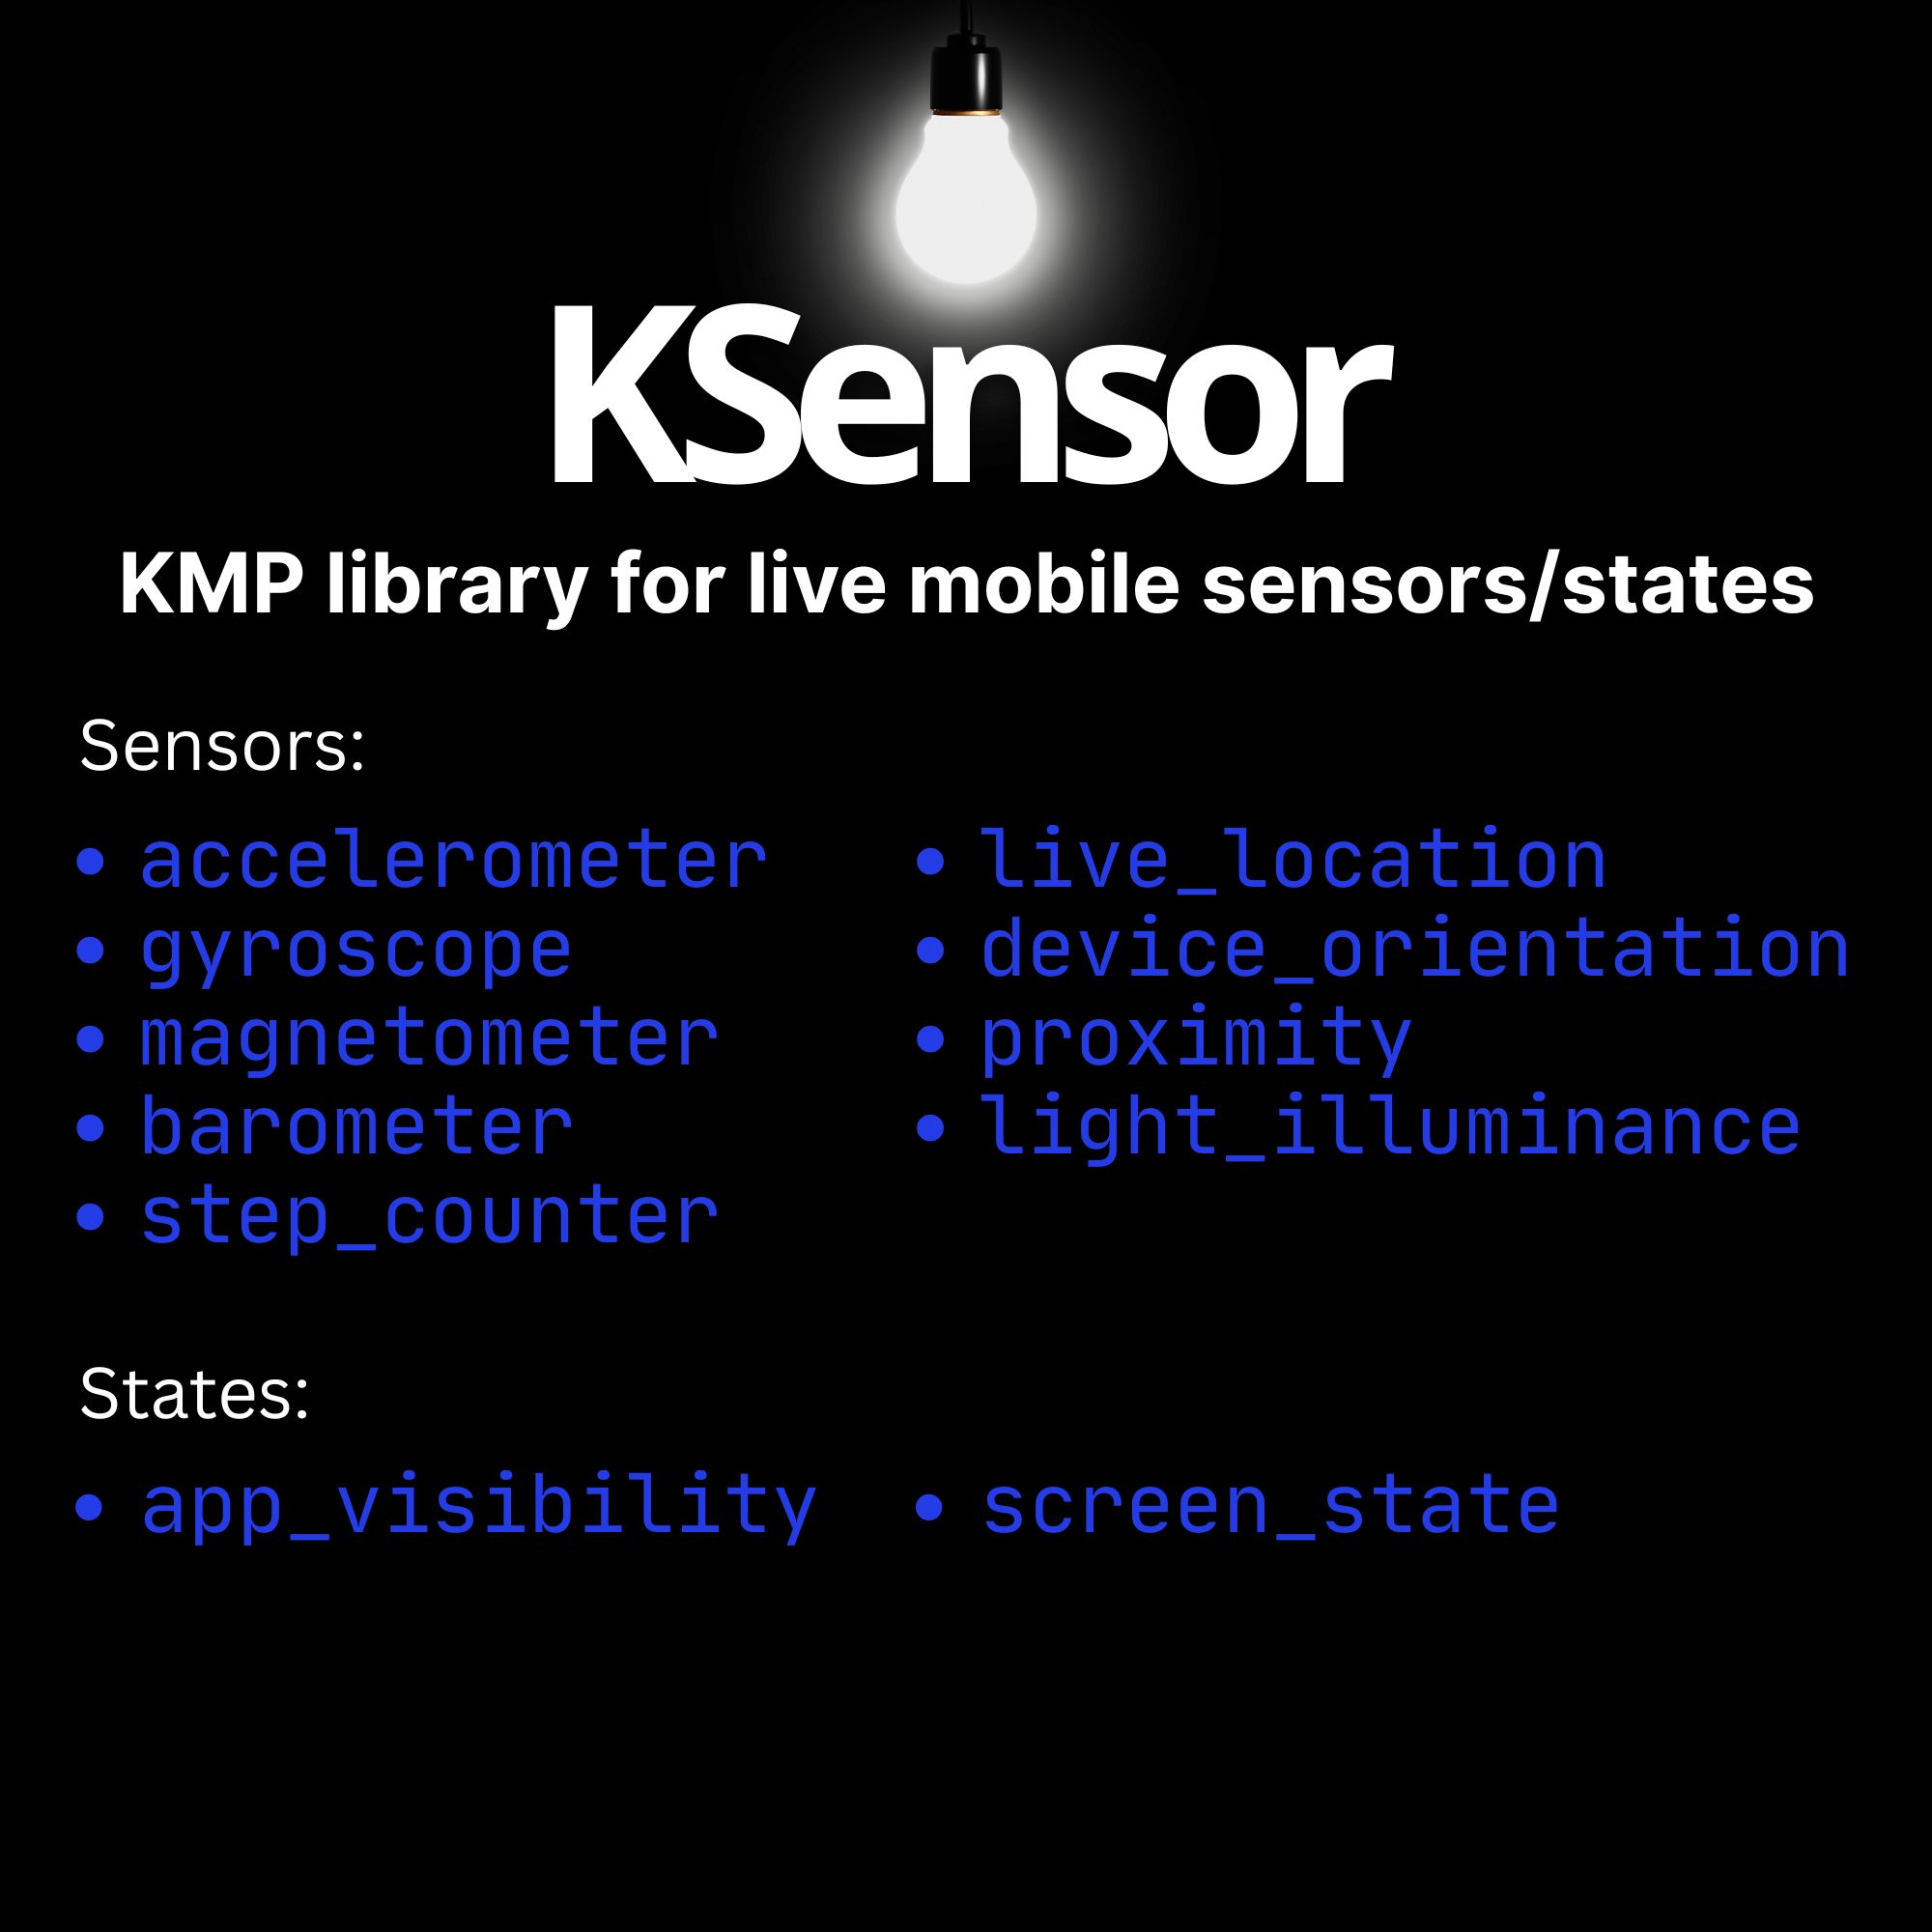 KSensor
KMP library for live mobile sensors/states
Sensors:
• accelerometer
• gyroscope
• magnetometer
• barometer
• step_counter
• live_location
• device_orientation
• proximity
• light_illuminance
States:
• app_visibility
• screen_state